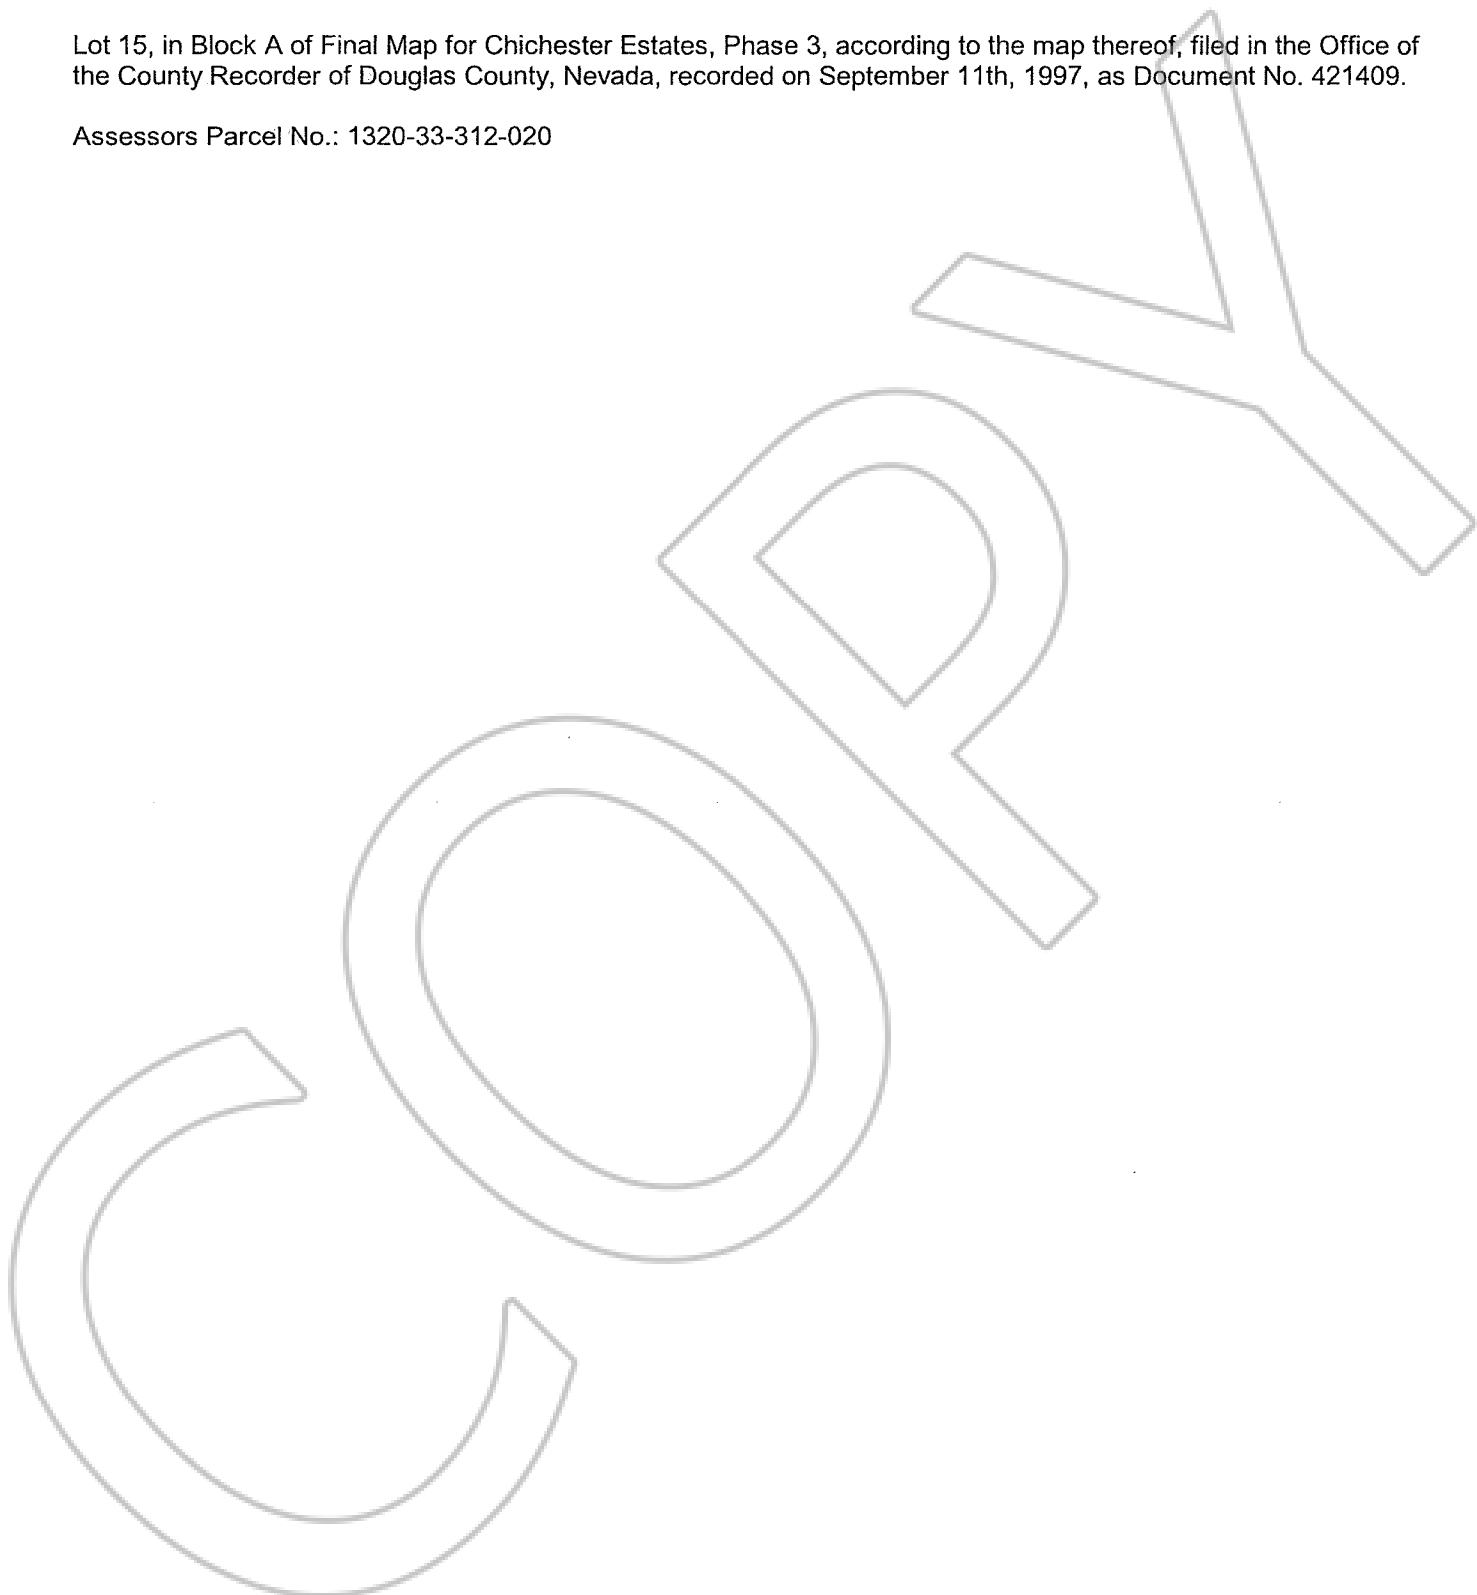 Lot 15, in Block A of Final Map for Chichester Estates, Phase 3, according to the map thereof, filed in the Office of
the County Recorder of Douglas County, Nevada, recorded on September 11th, 1997, as Document No. 421409.
Assessors Parcel No.: 1320-33-312-020
COPY